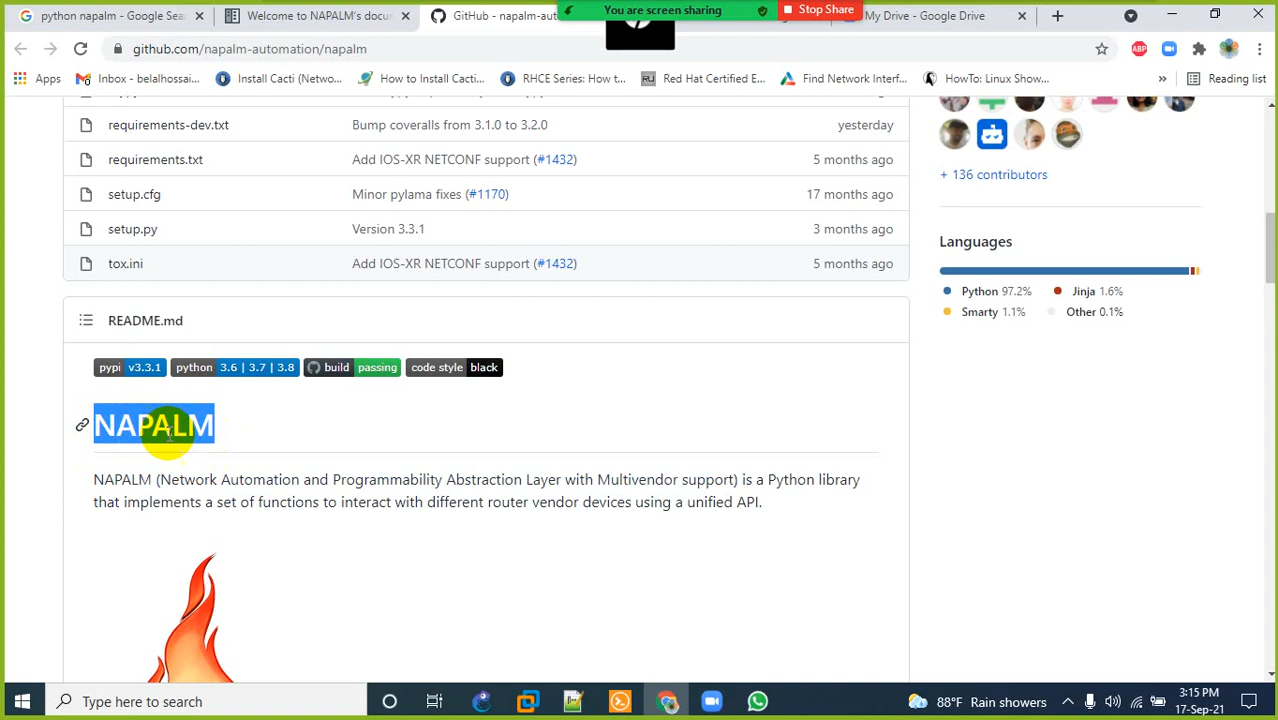 python napalm - Google Sea
Welcome to NAPALM's docu
GitHub - napalm-aut
You are screen sharing
Stop Share
My Drive - Google Drive
github.com/napalm-automation/napalm
ABP
Apps
Inbox - belalhossai...
Install Cacti (Netwo...
How to Install Cacti...
RHCE Series: How t...
RU
Red Hat Certified E...
Find Network Interf...
HowTo: Linux Show...
»
Reading list
requirements-dev.txt Bump coveralls from 3.1.0 to 3.2.0 yesterday
requirements.txt Add IOS-XR NETCONF support (#1432) 5 months ago
setup.cfg Minor pylama fixes (#1170) 17 months ago
setup.py Version 3.3.1 3 months ago
tox.ini Add IOS-XR NETCONF support (#1432) 5 months ago
+ 136 contributors
Languages
Python 97.2% Jinja 1.6%
Smarty 1.1% Other 0.1%
README.md
pypi v3.3.1 python 3.6 | 3.7 | 3.8 build passing code style black
NAPALM
NAPALM (Network Automation and Programmability Abstraction Layer with Multivendor support) is a Python library
that implements a set of functions to interact with different router vendor devices using a unified API.
Type here to search
88°F Rain showers
3:15 PM
17-Sep-21